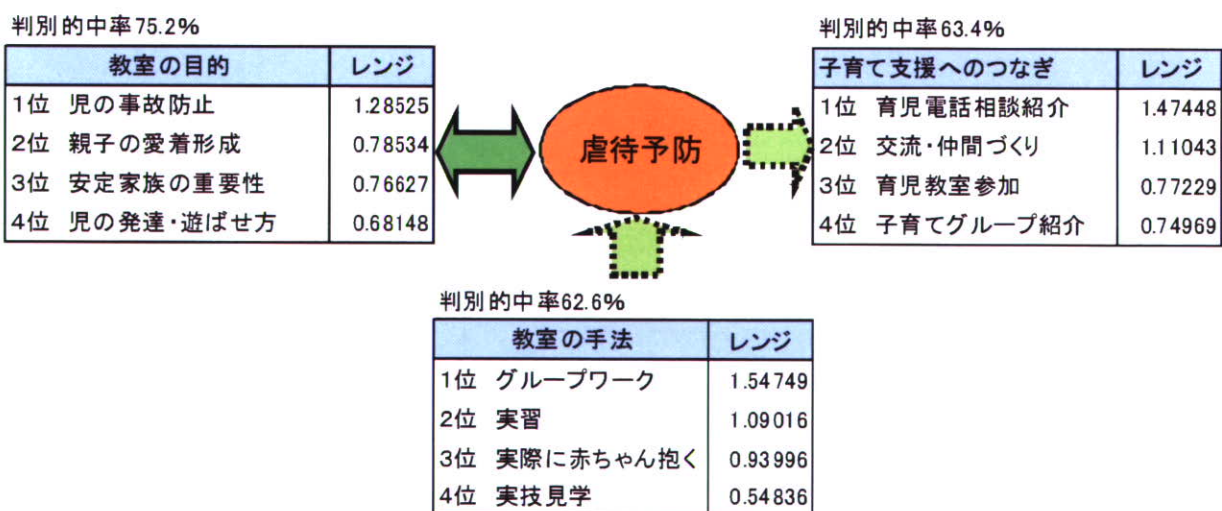 判別的中率75.2%
教室の目的 レンジ
1位 児の事故防止 1.28525
2位 親子の愛着形成 0.78534
3位 安定家族の重要性 0.76627
4位 児の発達・遊ばせ方 0.68148
虐待予防
判別的中率63.4%
子育て支援へのつなぎ レンジ
1位 育児電話相談紹介 1.47448
2位 交流・仲間づくり 1.11043
3位 育児教室参加 0.77229
4位 子育てグループ紹介 0.74969
判別的中率62.6%
教室の手法 レンジ
1位 グループワーク 1.54749
2位 実習 1.09016
3位 実際に赤ちゃん抱く 0.93996
4位 実技見学 0.54836